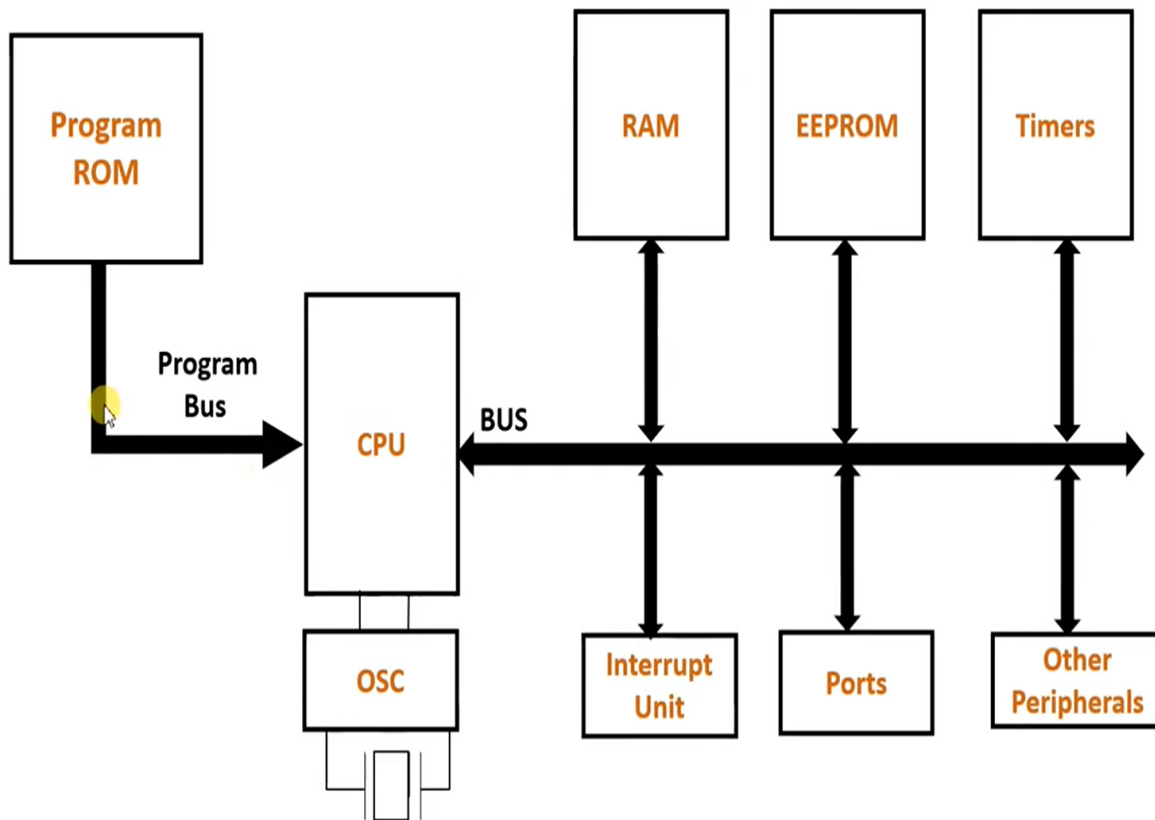 Program
ROM
RAM
EEPROM
Timers
Program
Bus
CPU
BUS
OSC
Interrupt
Unit
Ports
Other
Peripherals